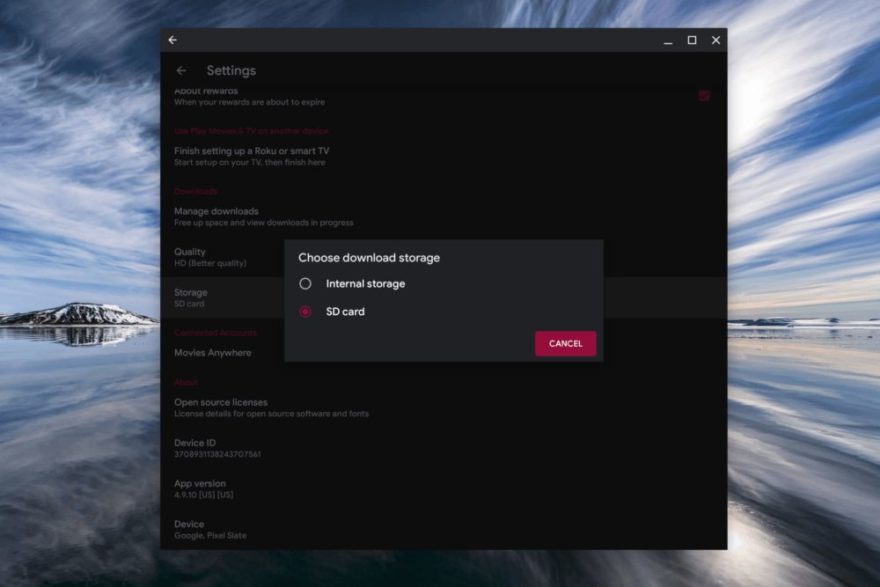 Settings
About rewards
When your rewards are about to expire
Use Play Movies & TV on another device
Finish setting up a Roku or smart TV
Start setup on your TV, then finish here
Downloads
Manage downloads
Free up space and view downloads in progress
Quality
HD (Better quality)
Storage
SD card
Choose download storage
Internal storage
SD card
CANCEL
Connected Accounts
Movies Anywhere
About
Open source licenses
License details for open source software and fonts
Device ID
3708931138243707561
App version
4.9.10 [US] [US]
Device
Google, Pixel Slate